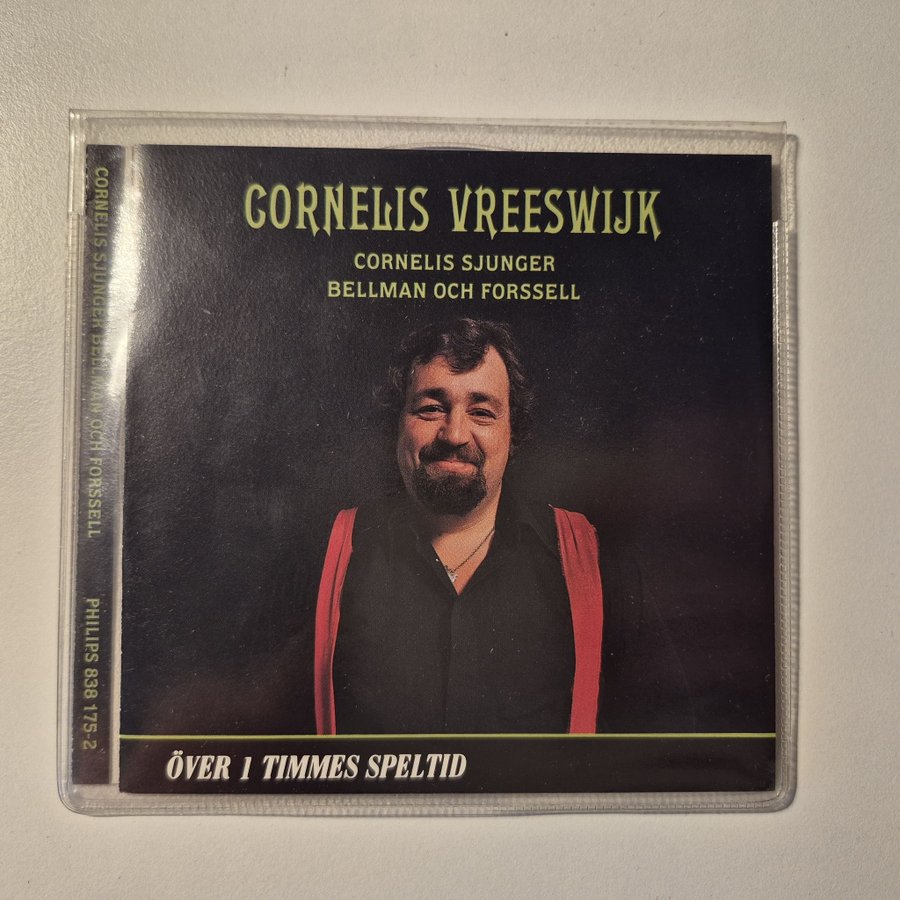 CORNELIS VREESWIJK
CORNELIS SJUNGER
BELLMAN OCH FORSSELL
ÖVER 1 TIMMES SPELTID
CORNELIS SJUNGER BELLMAN OCH FORSSELL PHILIPS 838 175-2